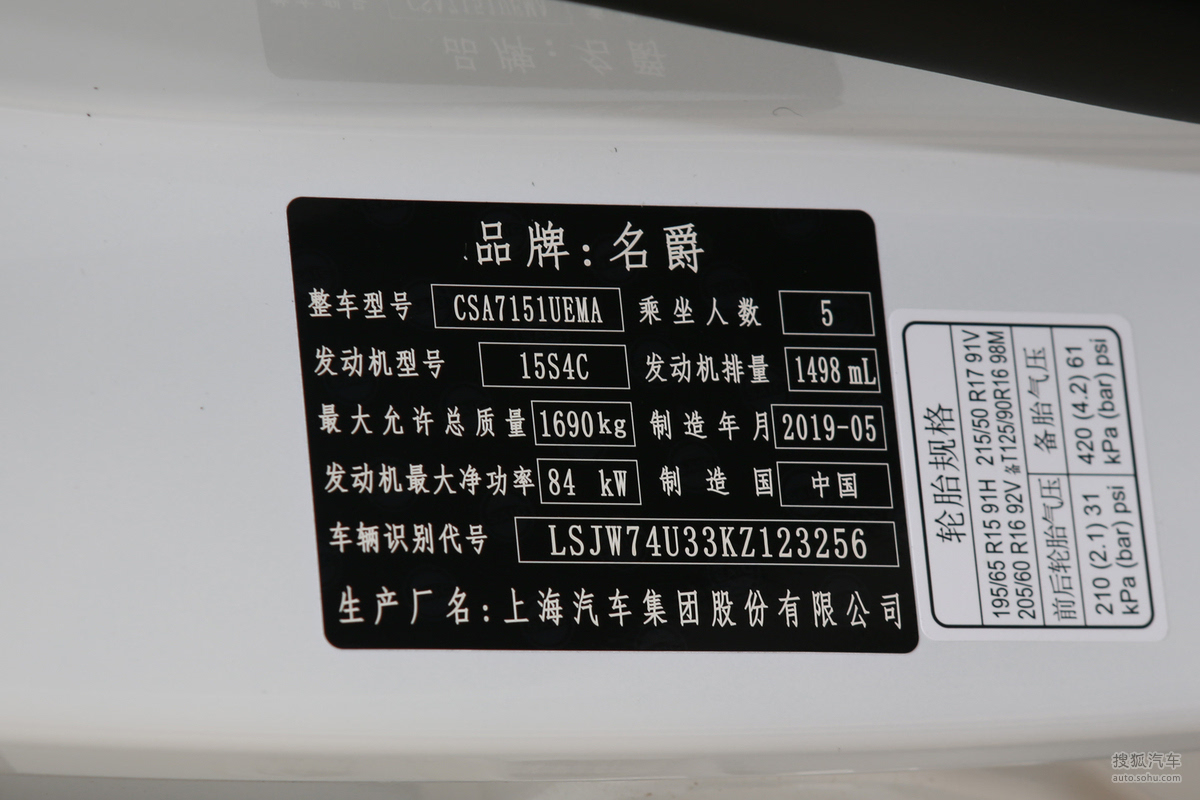 品牌:名爵
整车型号 CSA7151UEMA 乘坐人数 5
发动机型号 15S4C 发动机排量 1498 mL
最大允许总质量 1690kg 制造年月 2019-05
发动机最大净功率 84 kW 制造国 中国
车辆识别代号 LSJW74U33KZ123256
生产厂名:上海汽车集团股份有限公司
轮胎规格
195/65 R15 91H 215/50 R17 91V
205/60 R16 92V 备T125/90R16 98M
前后轮胎气压 备胎气压
210 (2.1) 31 420 (4.2) 61
kPa (bar) psi kPa (bar) psi
搜狐汽车
auto.sohu.com